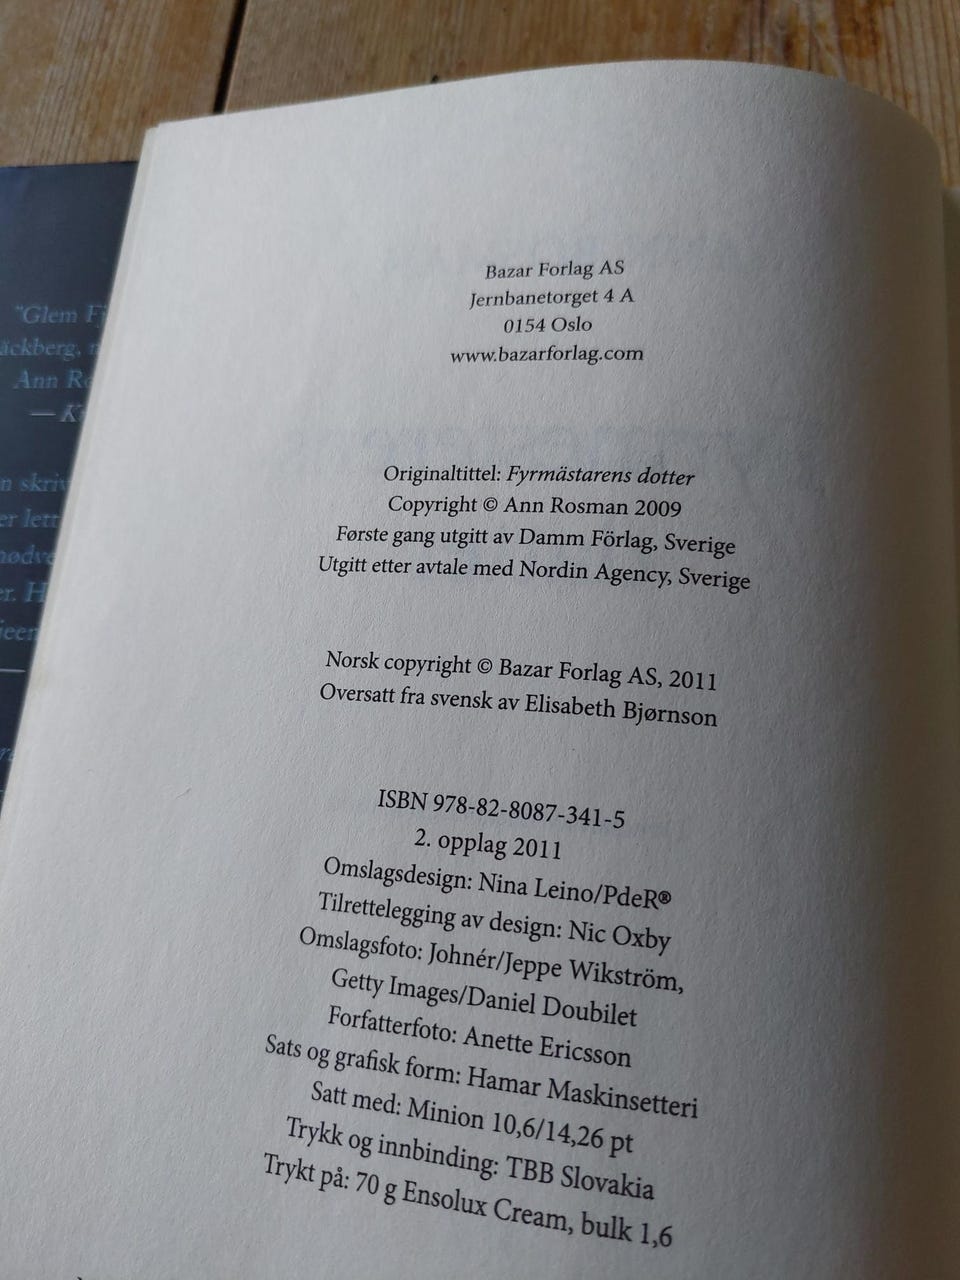 Bazar Forlag AS
Jernbanetorget 4 A
0154 Oslo
www.bazarforlag.com
Originaltittel: Fyrmästarens dotter
Copyright © Ann Rosman 2009
Første gang utgitt av Damm Förlag, Sverige
Utgitt etter avtale med Nordin Agency, Sverige
Norsk copyright © Bazar Forlag AS, 2011
Oversatt fra svensk av Elisabeth Bjørnson
ISBN 978-82-8087-341-5
2. opplag 2011
Omslagsdesign: Nina Leino/PdeR®
Tilrettelegging av design: Nic Oxby
Omslagsfoto: Johnér/Jeppe Wikström,
Getty Images/Daniel Doubilet
Forfatterfoto: Anette Ericsson
Sats og grafisk form: Hamar Maskinsetteri
Satt med: Minion 10,6/14,26 pt
Trykk og innbinding: TBB Slovakia
Trykt på: 70 g Ensolux Cream, bulk 1,6
"Glem
äckberg,
Ann